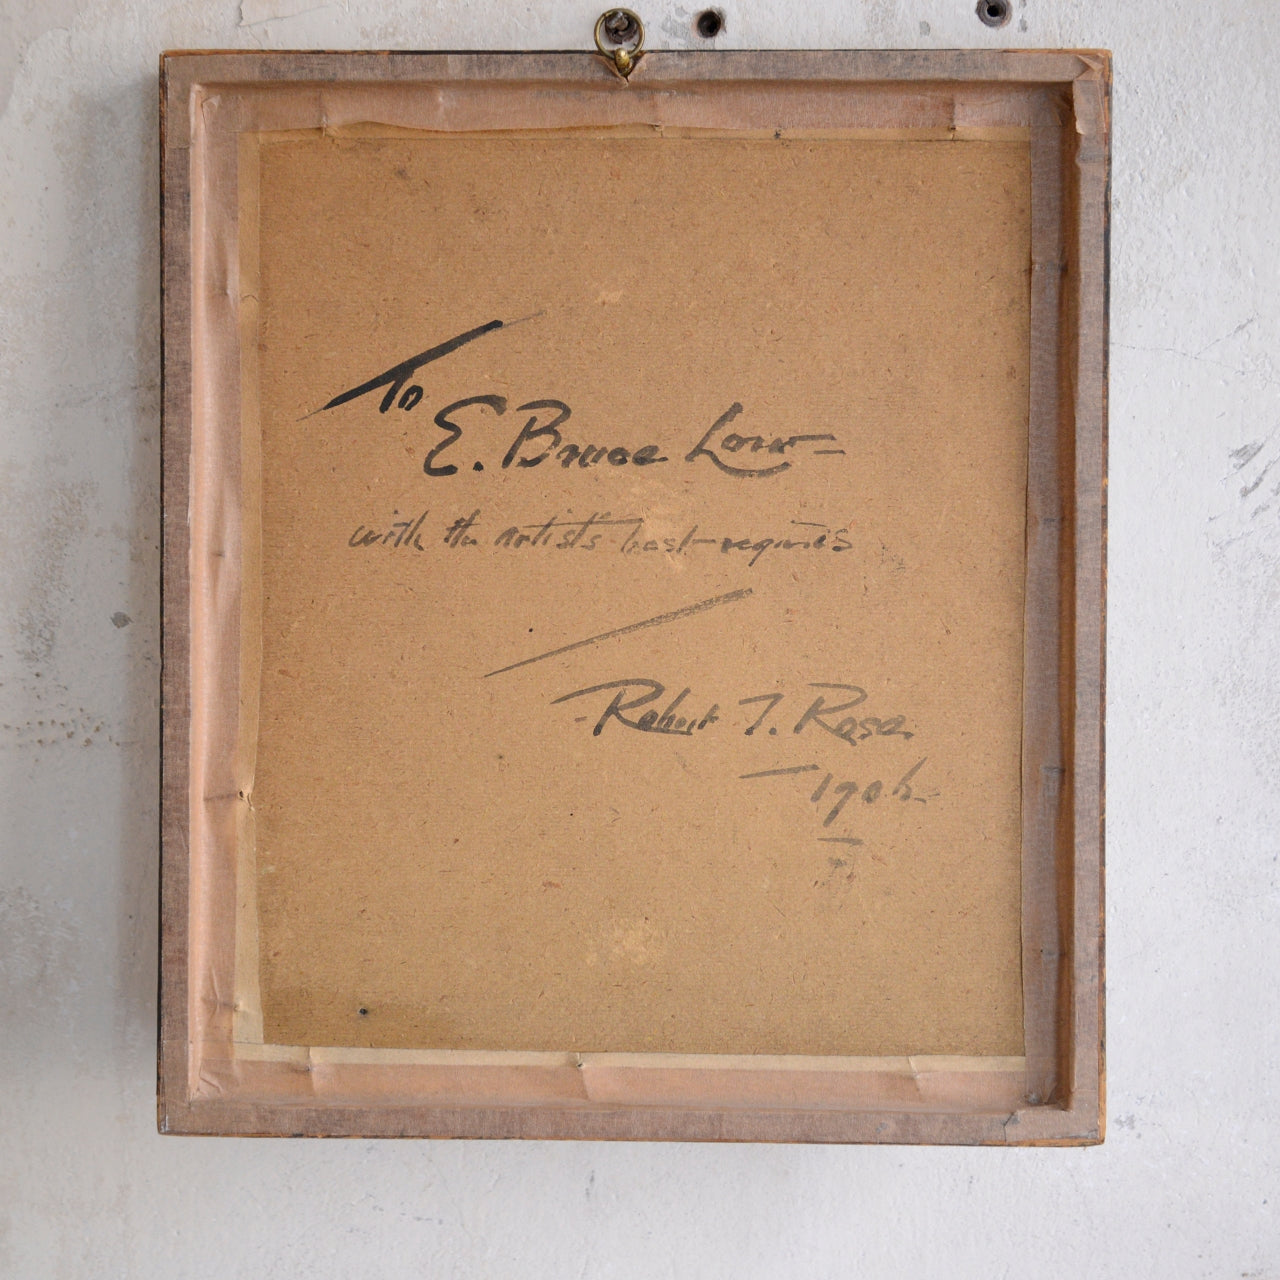 To
E. Bruce Low =
with the artist's best regards
- Robert T. Rose.
- 1906 -